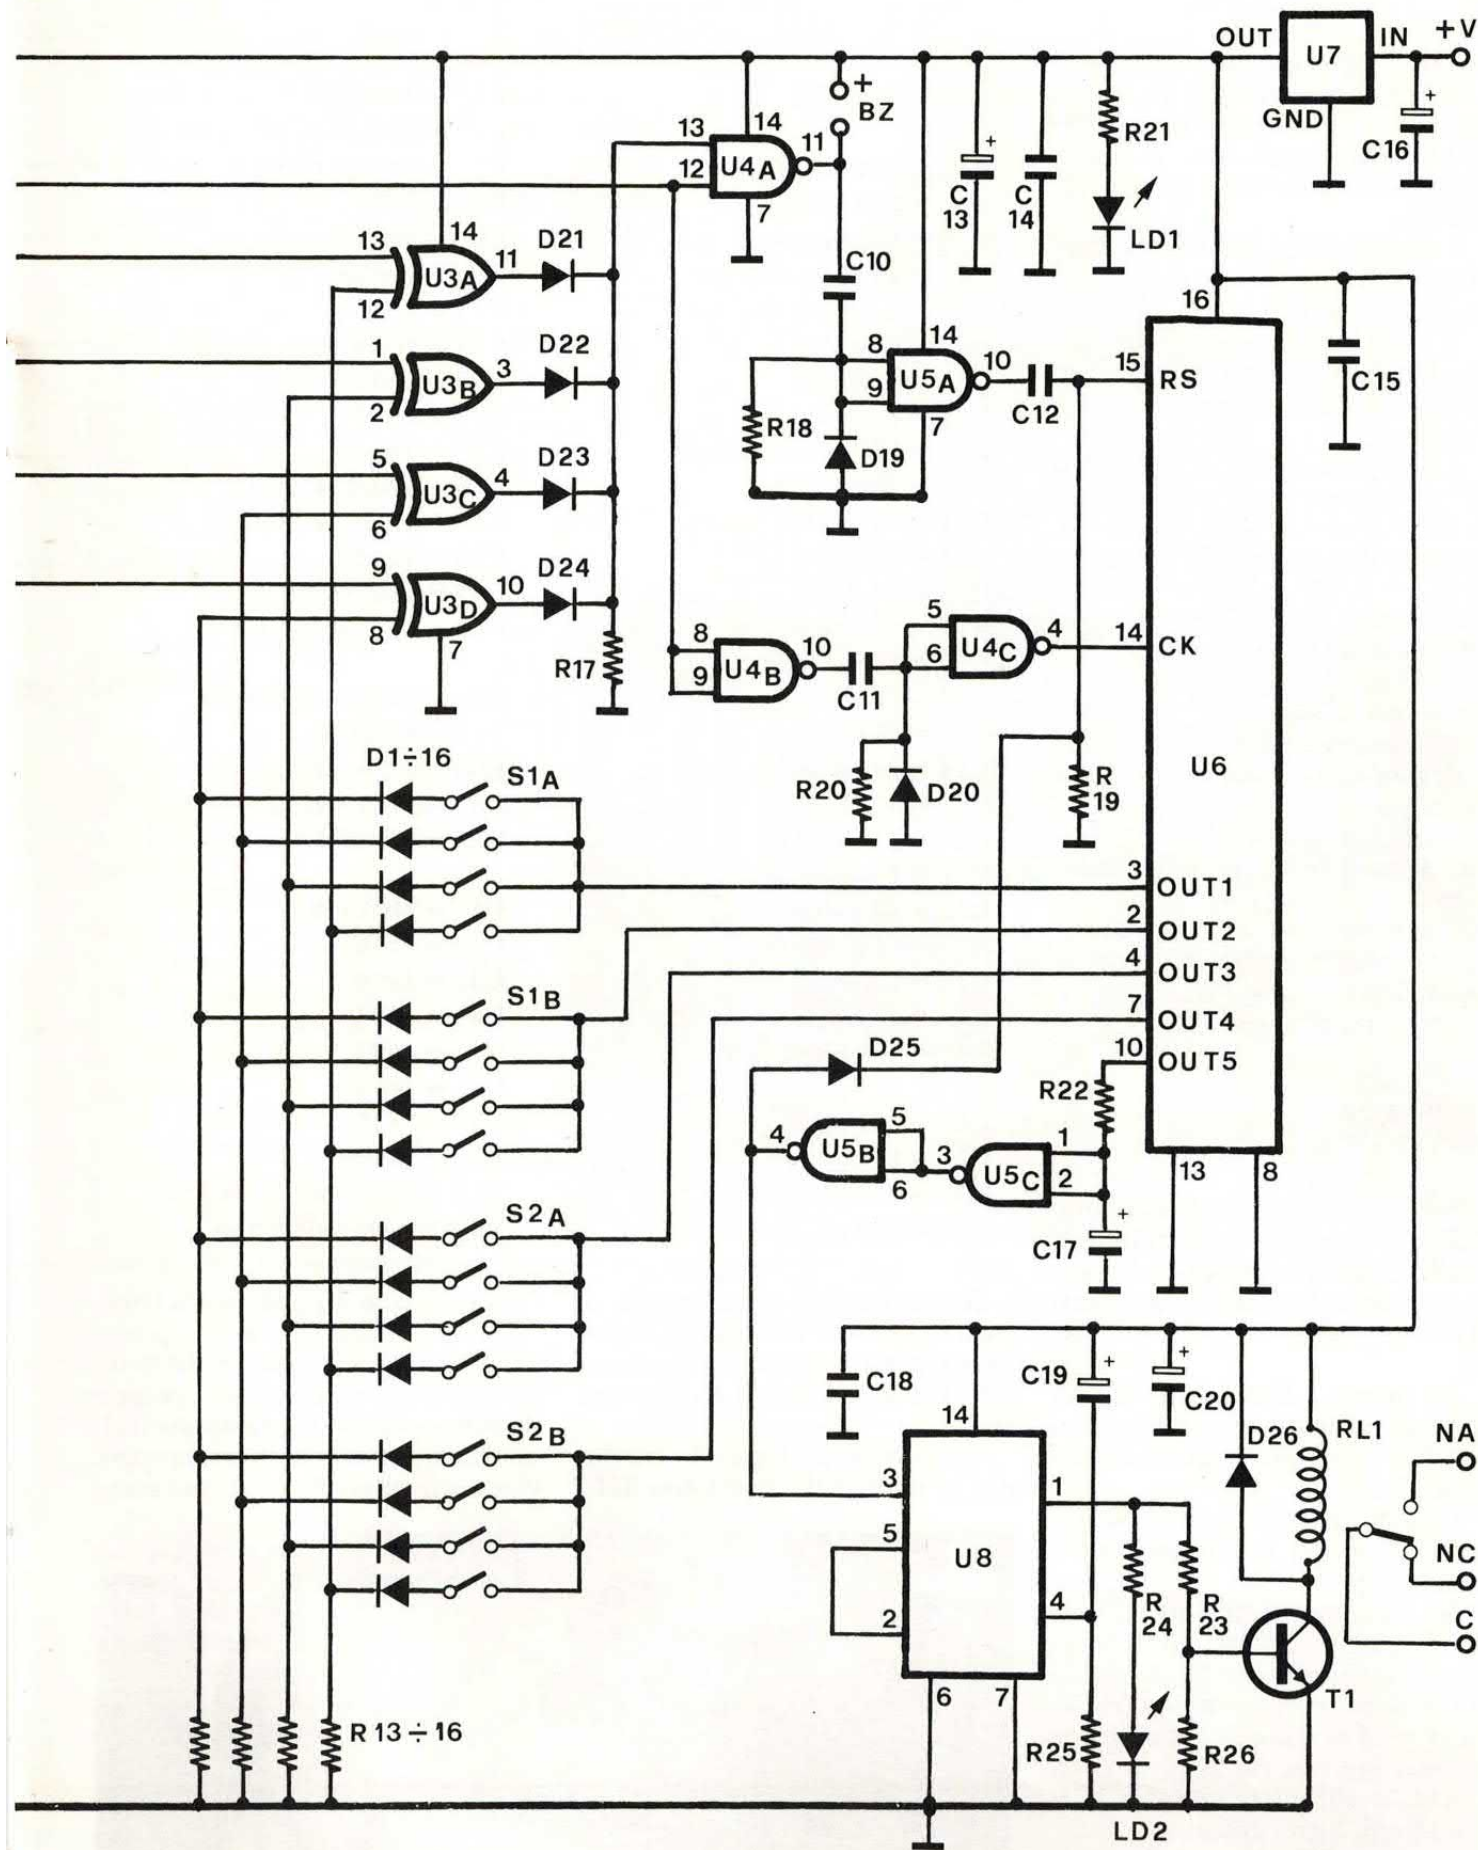 OUT
U7
IN
+V
GND
+
C16
+
BZ
R21
LD1
+
C
13
C
14
13
12
14
11
U4A
7
13
12
14
11
U3A
D21
1
2
3
U3B
D22
5
6
4
U3C
D23
9
8
10
U3D
7
D24
R17
C10
8
9
14
10
U5A
7
R18
D19
C12
16
15
RS
C15
8
9
10
U4B
C11
5
6
4
U4C
14
CK
R20
D20
R
19
U6
D1÷16
S1A
3
OUT1
2
OUT2
4
OUT3
7
OUT4
10
OUT5
S1B
D25
R22
4
U5B
5
6
3
U5C
1
2
13
8
+
C17
S2A
S2B
C18
14
C19
+
+
C20
D26
RL1
NA
NC
C
3
5
2
U8
1
4
6
7
R
24
R
23
T1
R25
R26
LD2
R13÷16